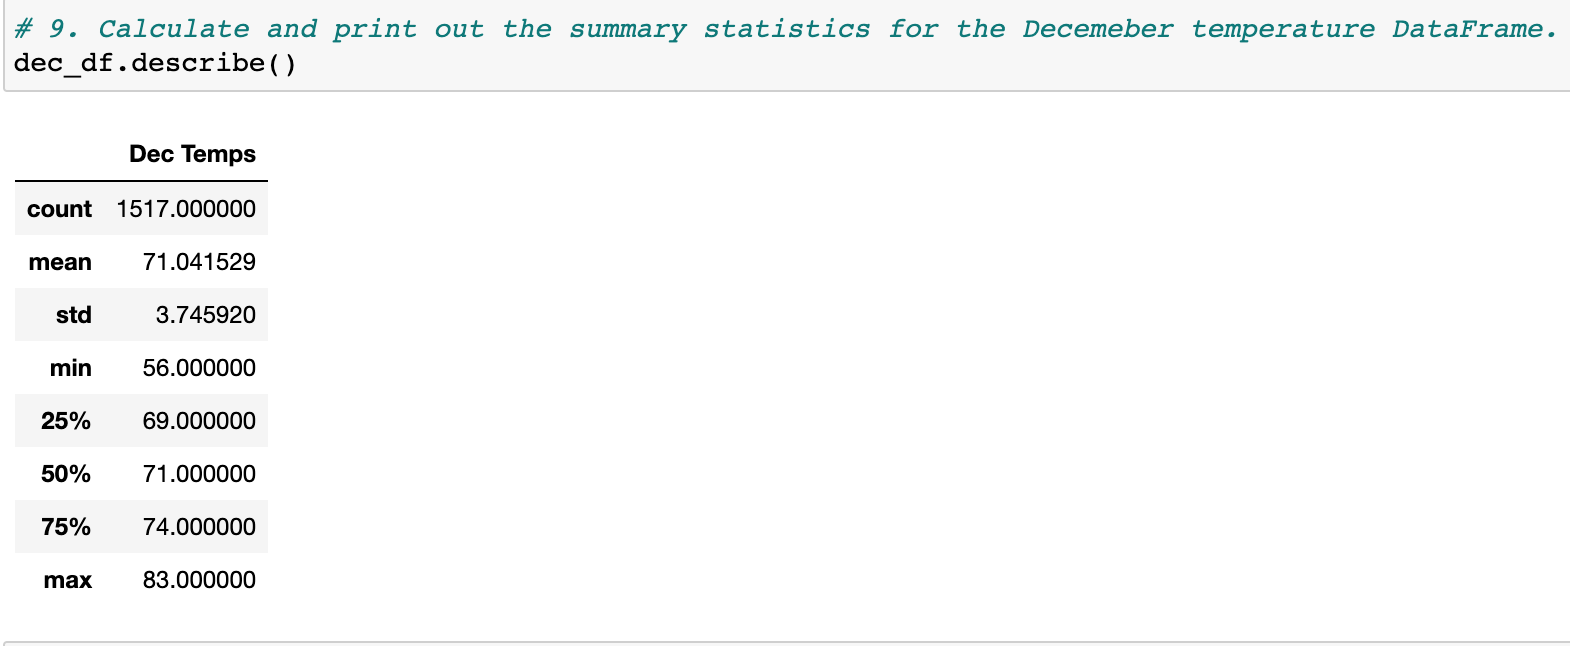 # 9. Calculate and print out the summary statistics for the Decemeber temperature DataFrame.
dec_df.describe()
Dec Temps
count 1517.000000
mean 71.041529
std 3.745920
min 56.000000
25% 69.000000
50% 71.000000
75% 74.000000
max 83.000000